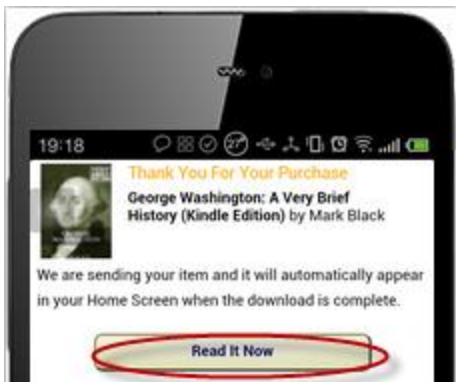 19:18
27°
Thank You For Your Purchase
George Washington: A Very Brief
History (Kindle Edition) by Mark Black
We are sending your item and it will automatically appear
in your Home Screen when the download is complete.
Read It Now